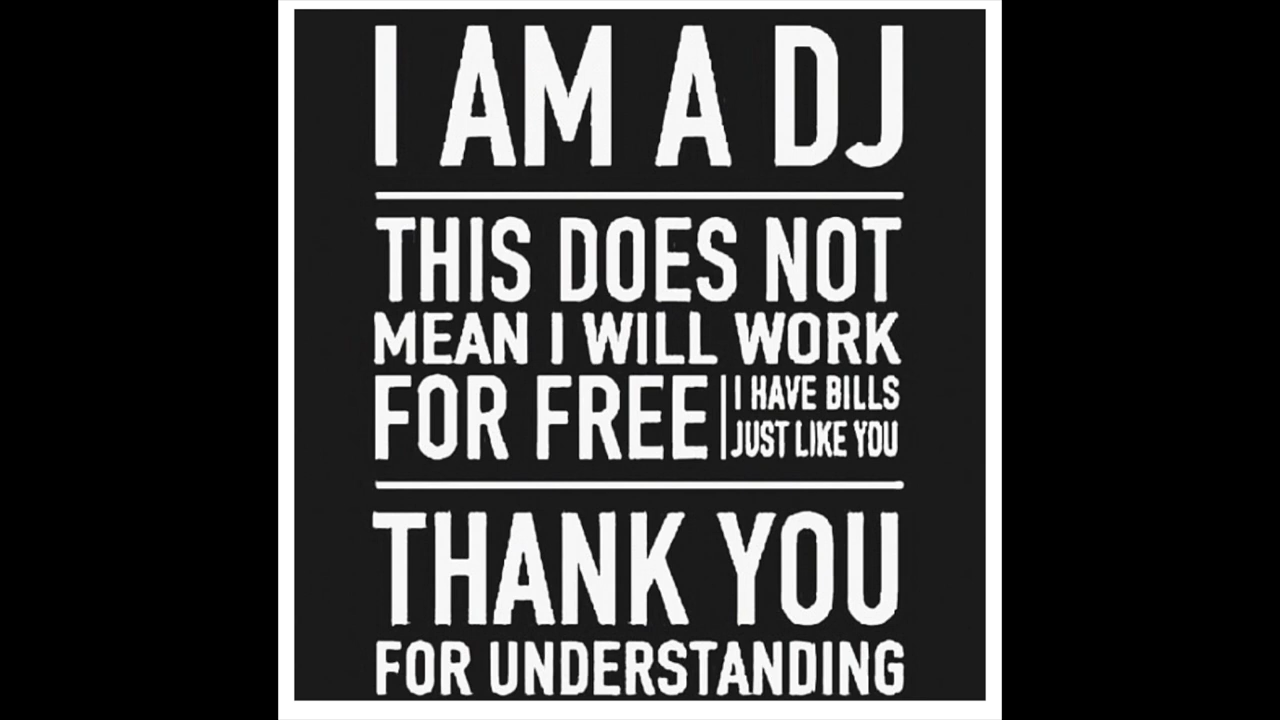 I AM A DJ
THIS DOES NOT
MEAN I WILL WORK
FOR FREE
I HAVE BILLS
JUST LIKE YOU
THANK YOU
FOR UNDERSTANDING